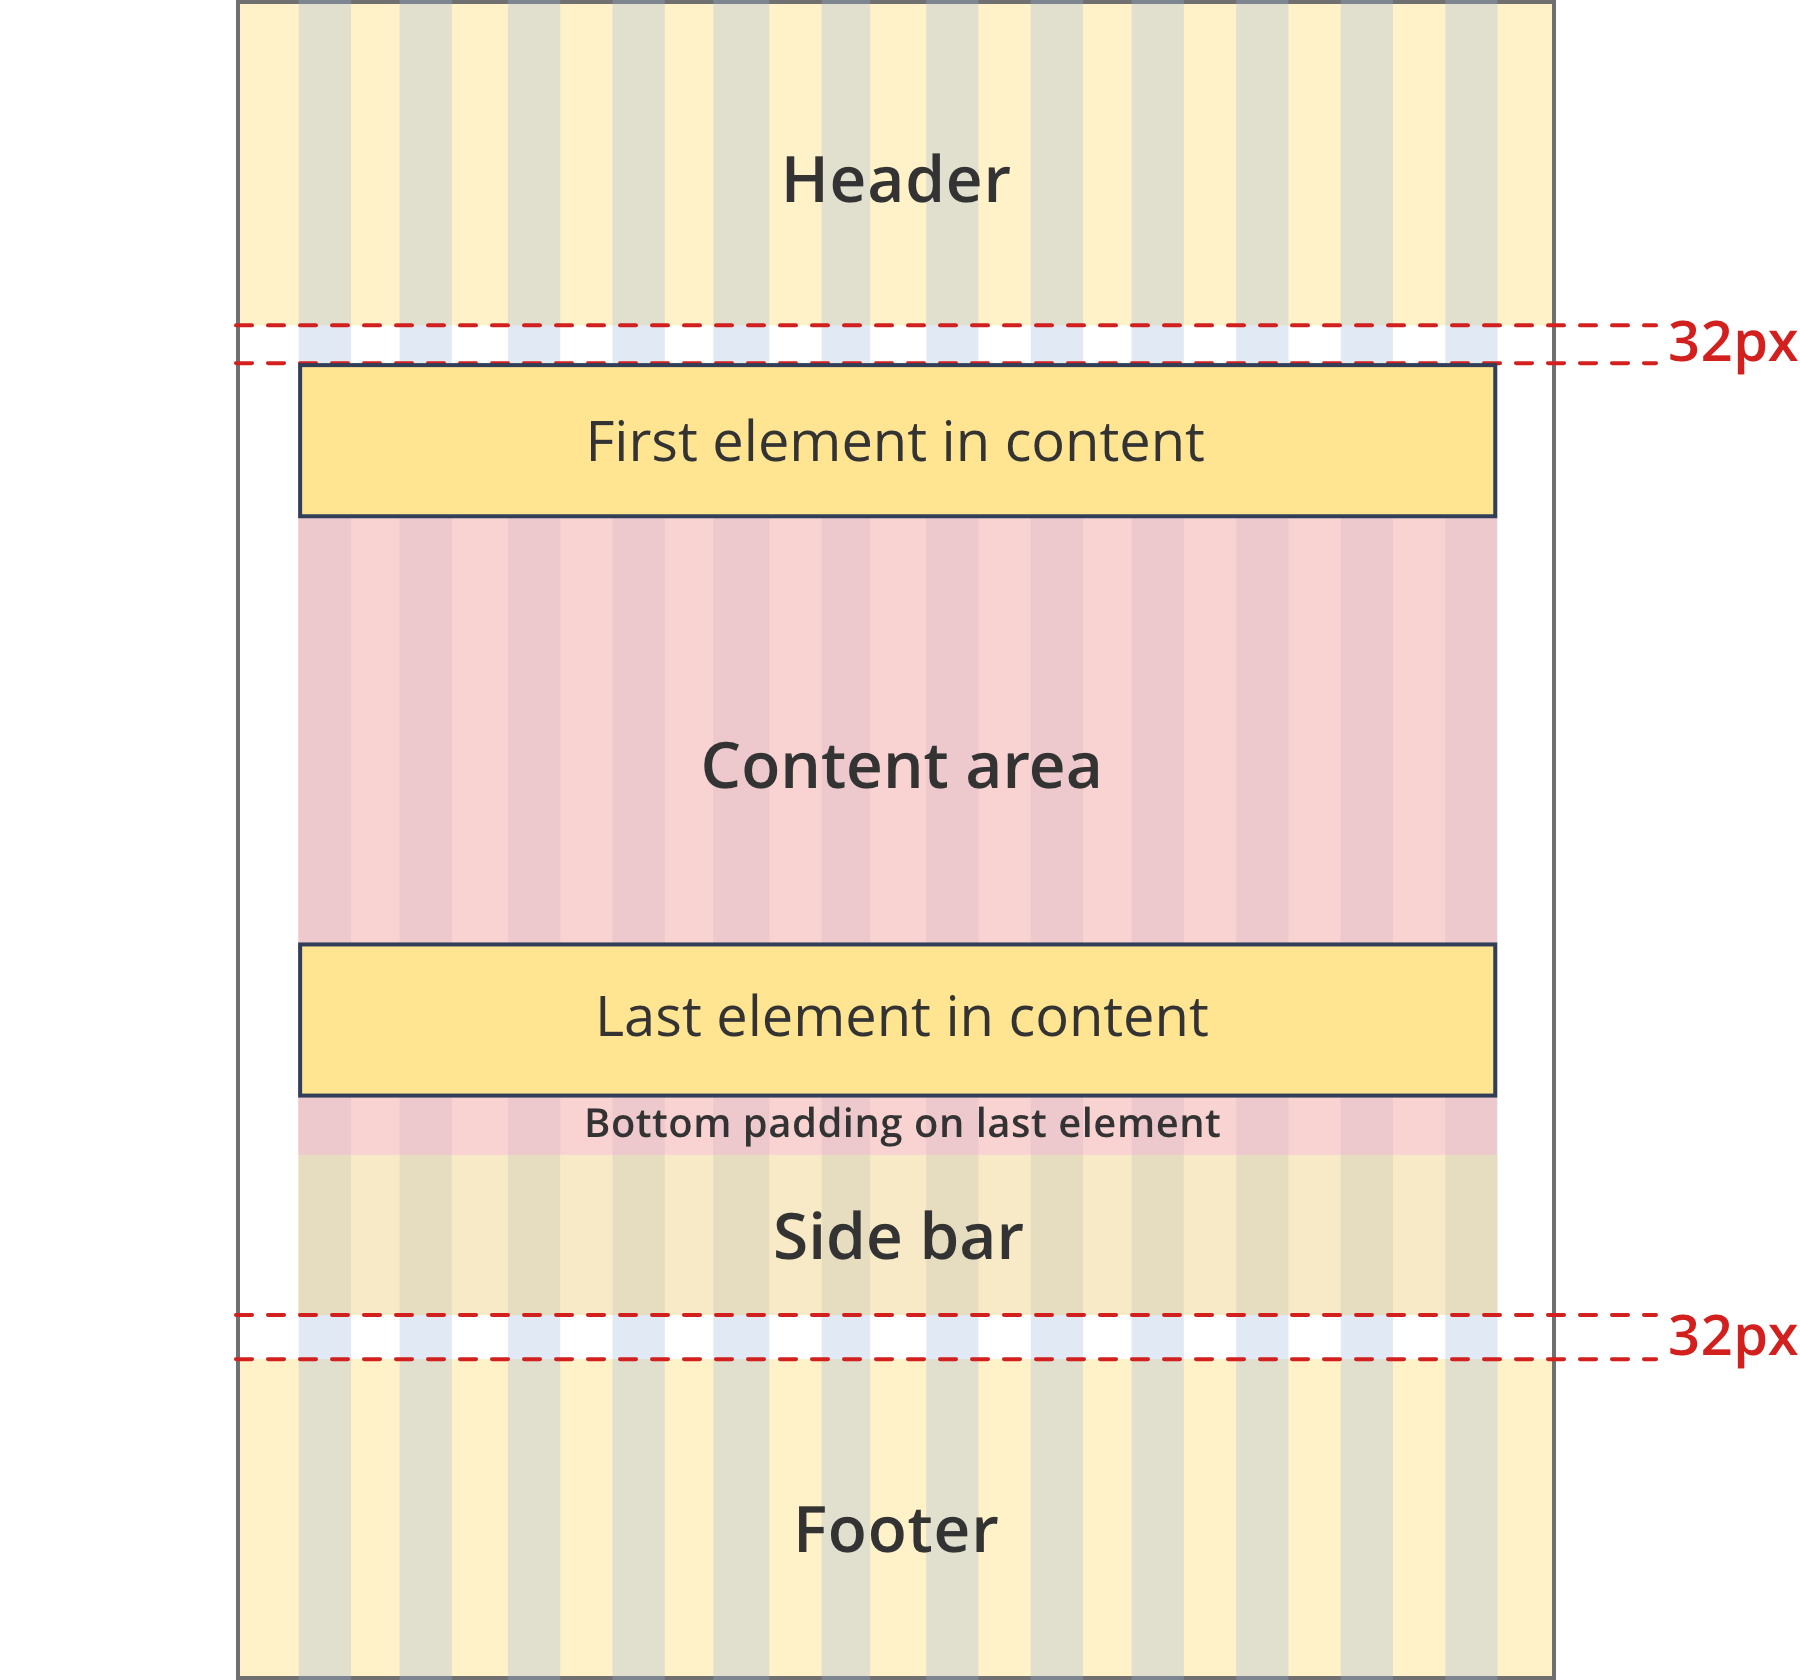 Header
32px
First element in content
Content area
Last element in content
Bottom padding on last element
Side bar
32px
Footer